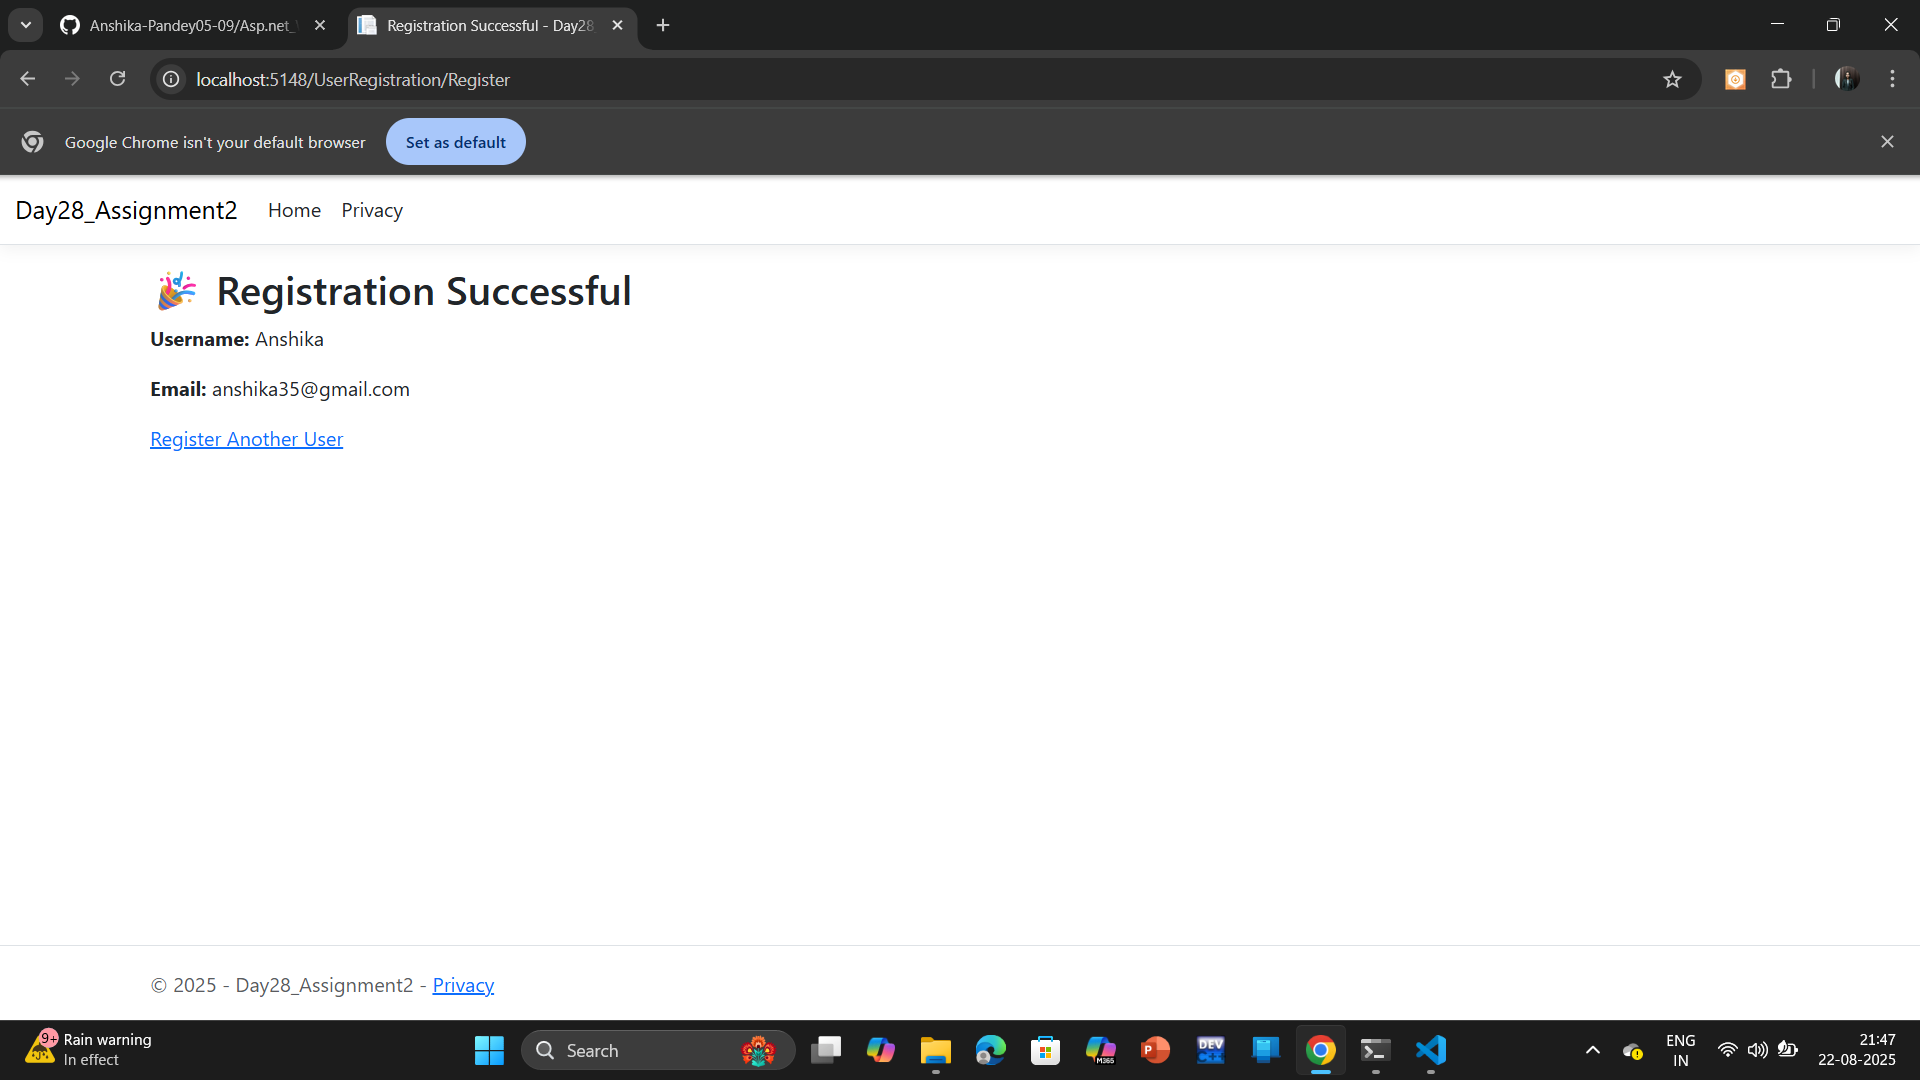 Anshika-Pandey05-09/Asp.net_
Registration Successful - Day28_
localhost:5148/UserRegistration/Register
Google Chrome isn't your default browser
Set as default
Day28_Assignment2
Home
Privacy
🎉 Registration Successful
Username: Anshika
Email: anshika35@gmail.com
Register Another User
© 2025 - Day28_Assignment2 - Privacy
9+
Rain warning
In effect
Search
M365
P
DEV
ENG
IN
21:47
22-08-2025